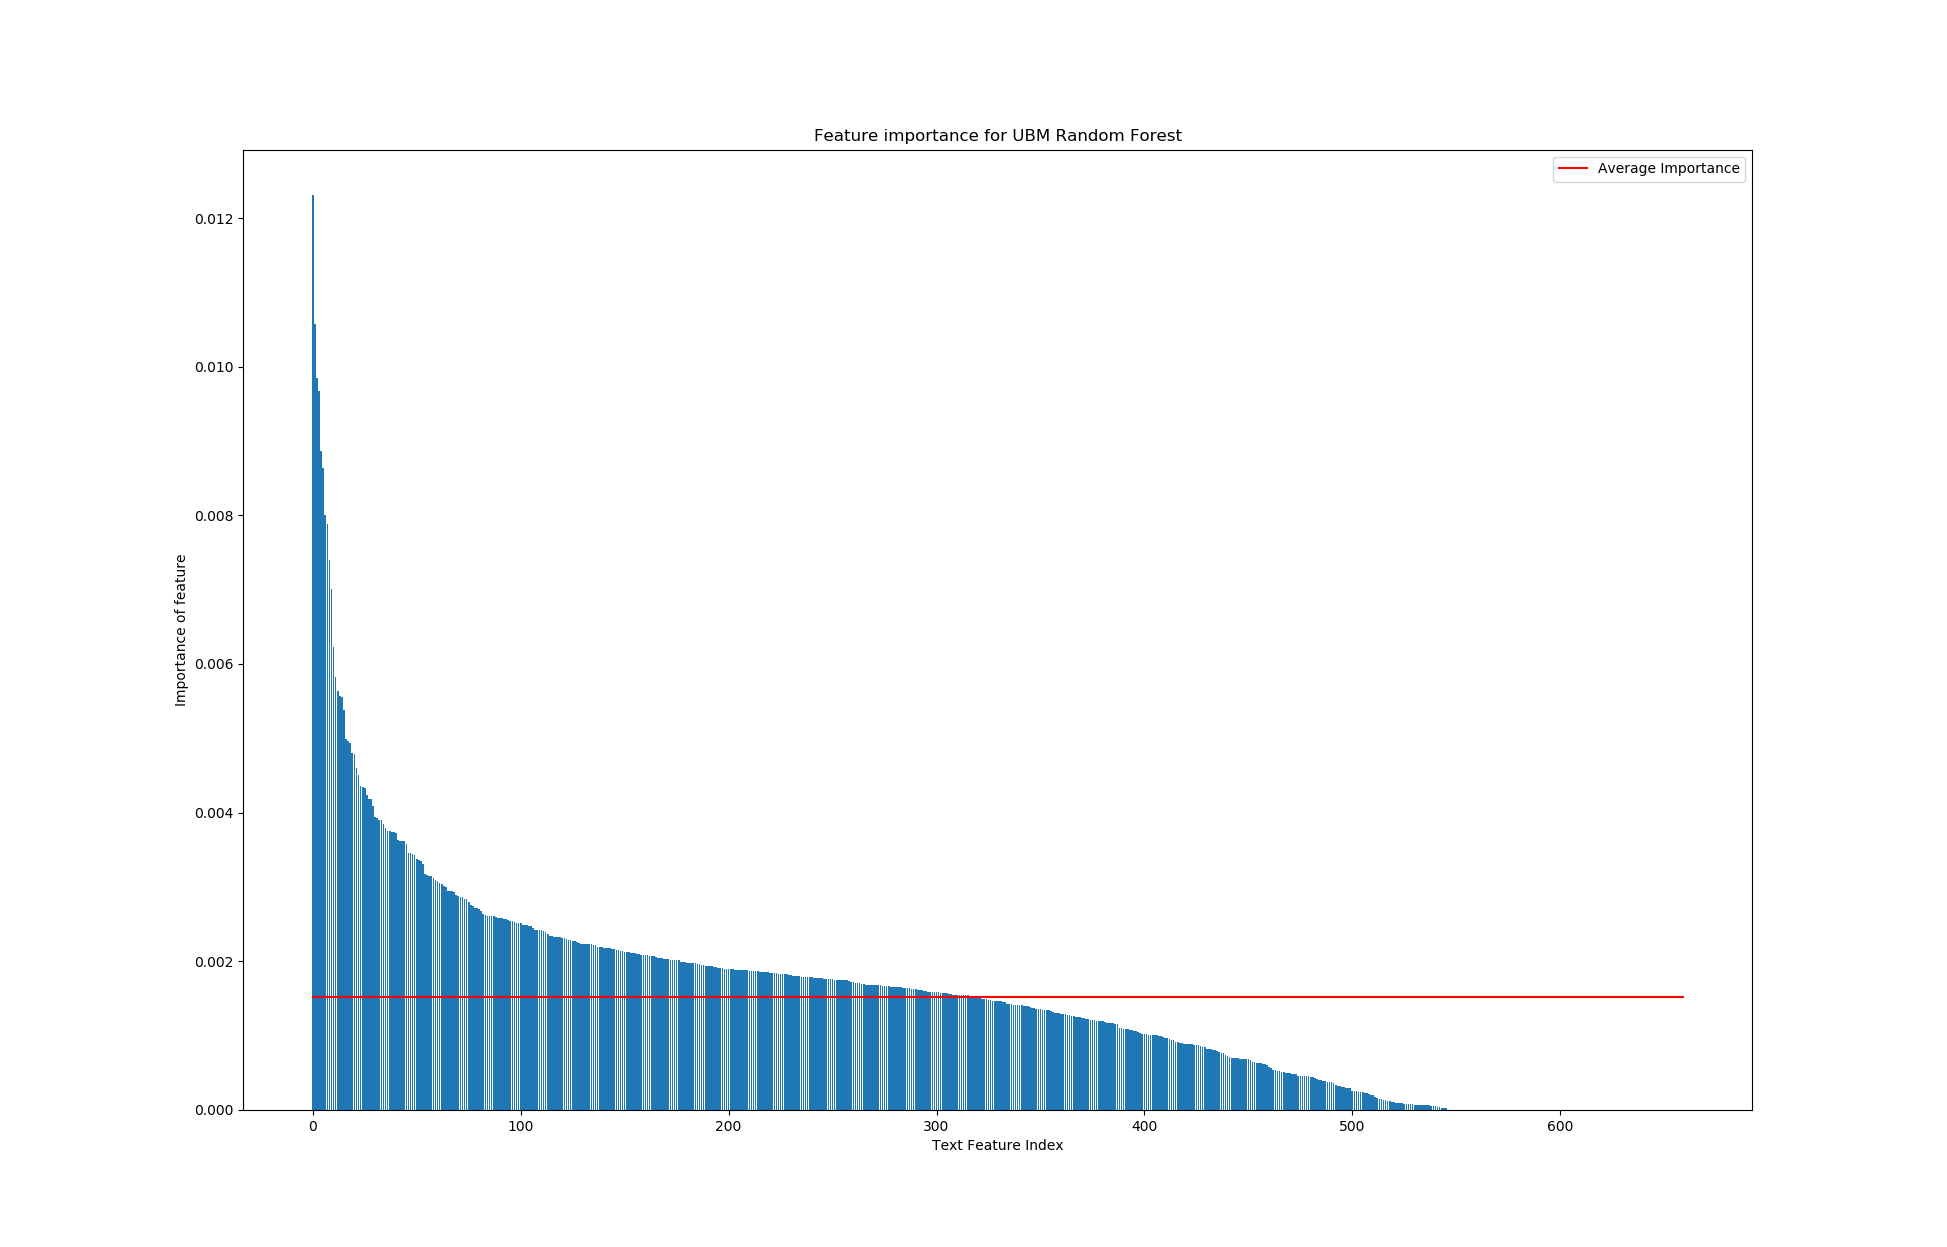 Feature importance for UBM Random Forest
Average Importance
Importance of feature
0.012
0.010
0.008
0.006
0.004
0.002
0.000
0 100 200 300 400 500 600
Text Feature Index